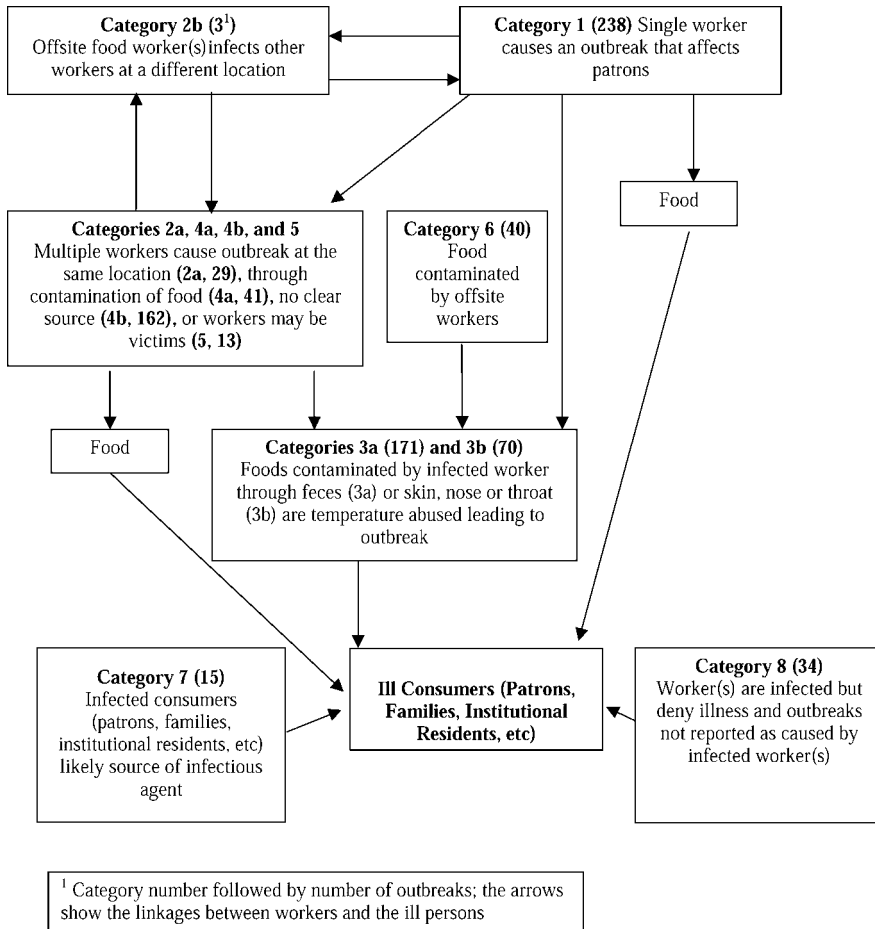 Category 2b (3¹)
Offsite food worker(s)infects other
workers at a different location
Category 1 (238) Single worker
causes an outbreak that affects
patrons
Food
Categories 2a, 4a, 4b, and 5
Multiple workers cause outbreak at the
same location (2a, 29), through
contamination of food (4a, 41), no clear
source (4b, 162), or workers may be
victims (5, 13)
Category 6 (40)
Food
contaminated
by offsite
workers
Food
Categories 3a (171) and 3b (70)
Foods contaminated by infected worker
through feces (3a) or skin, nose or throat
(3b) are temperature abused leading to
outbreak
Category 7 (15)
Infected consumers
(patrons, families,
institutional residents, etc)
likely source of infectious
agent
Ill Consumers (Patrons,
Families, Institutional
Residents, etc)
Category 8 (34)
Worker(s) are infected but
deny illness and outbreaks
not reported as caused by
infected worker(s)
¹ Category number followed by number of outbreaks; the arrows
show the linkages between workers and the ill persons